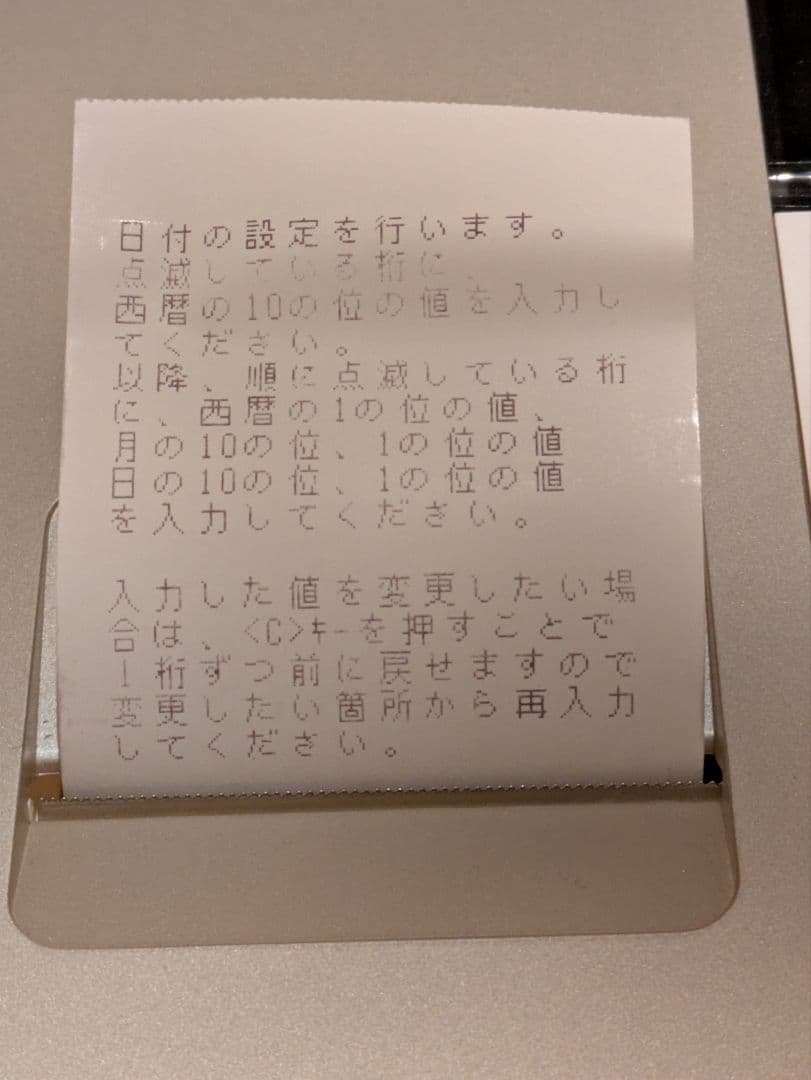 日付の設定を行います。
点滅している桁に、
西暦の10の位の値を入力し
てください。
以降、順に点滅している桁
に、西暦の1の位の値、
月の10の位、1の位の値
日の10の位、1の位の値
を入力してください。
入力した値を変更したい場
合は、<C>ｷｰを押すことで
1桁ずつ前に戻せますので
変更したい箇所から再入力
してください。